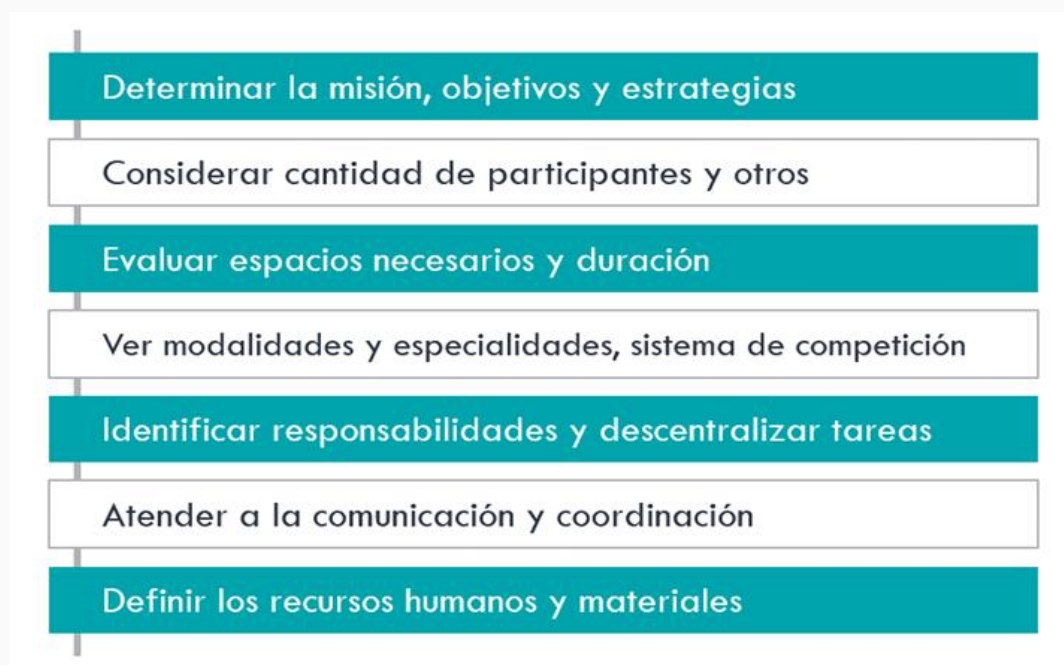 Determinar la misión, objetivos y estrategias
Considerar cantidad de participantes y otros
Evaluar espacios necesarios y duración
Ver modalidades y especialidades, sistema de competición
Identificar responsabilidades y descentralizar tareas
Atender a la comunicación y coordinación
Definir los recursos humanos y materiales